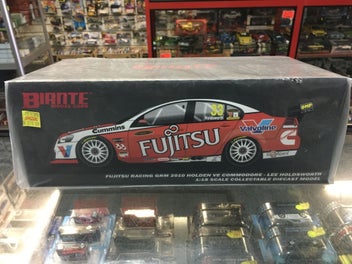 BIANTE
33
Holdsworth
Cummins
FUJITSU
Valvoline
FUJITSU RACING GRM 2010 HOLDEN VE COMMODORE - LEE HOLDSWORTH
1:18 SCALE COLLECTABLE DIECAST MODEL